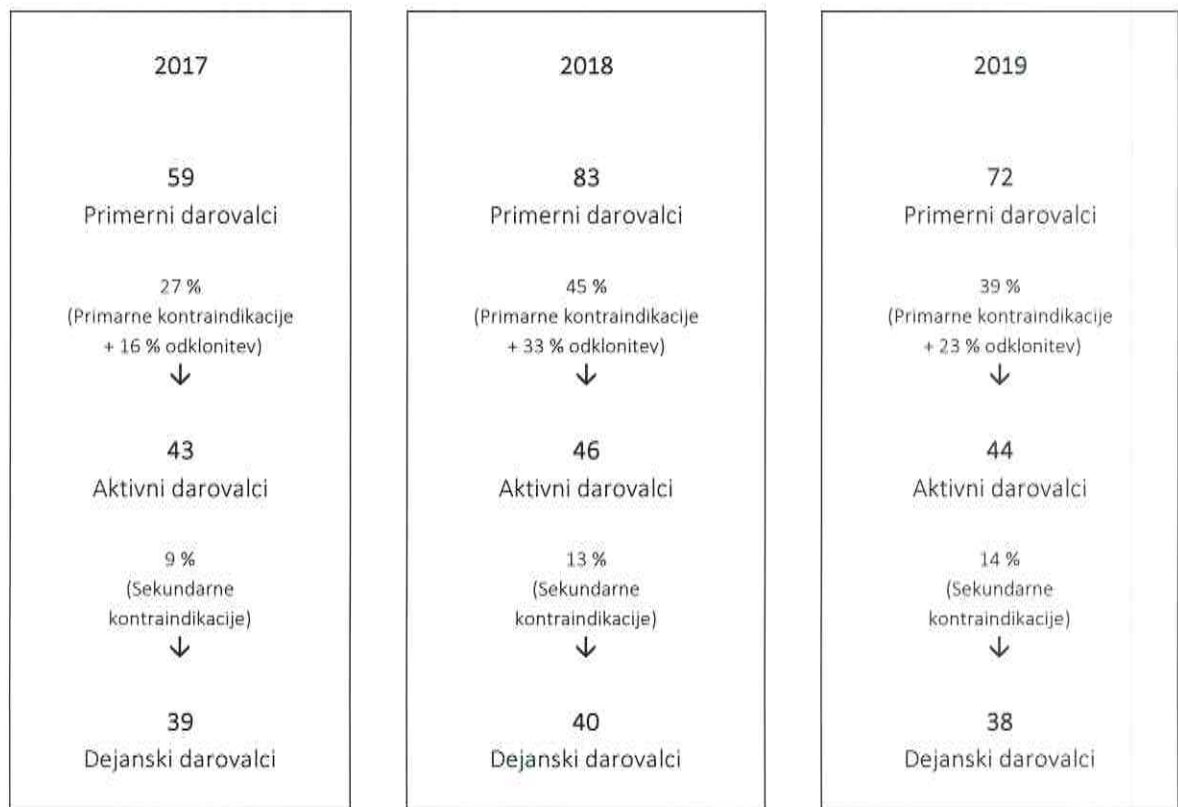 2017
59
Primerni darovalci
27 %
(Primarne kontraindikacije
+ 16 % odklonitev)
↓
43
Aktivni darovalci
9 %
(Sekundarne
kontraindikacije)
↓
39
Dejanski darovalci
2018
83
Primerni darovalci
45 %
(Primarne kontraindikacije
+ 33 % odklonitev)
↓
46
Aktivni darovalci
13 %
(Sekundarne
kontraindikacije)
↓
40
Dejanski darovalci
2019
72
Primerni darovalci
39 %
(Primarne kontraindikacije
+ 23 % odklonitev)
↓
44
Aktivni darovalci
14 %
(Sekundarne
kontraindikacije)
↓
38
Dejanski darovalci